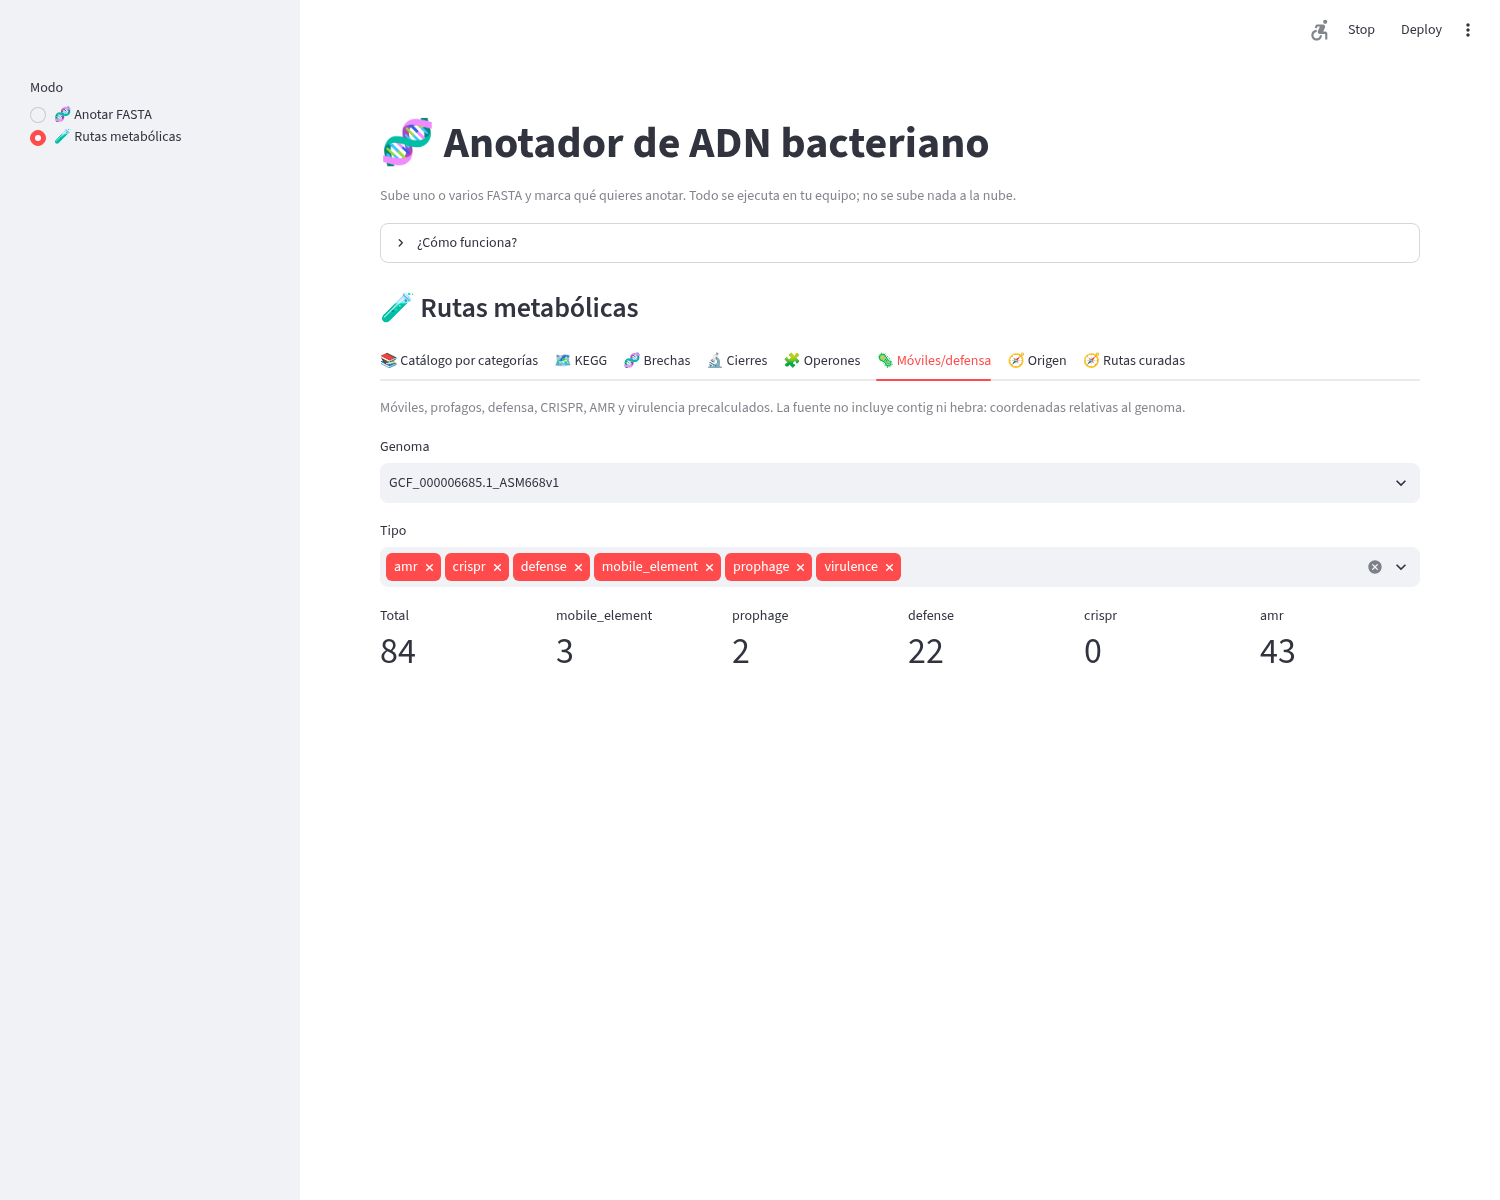 Stop Deploy
Modo
Anotar FASTA
Rutas metabólicas
Anotador de ADN bacteriano
Sube uno o varios FASTA y marca qué quieres anotar. Todo se ejecuta en tu equipo; no se sube nada a la nube.
¿Cómo funciona?
Rutas metabólicas
Catálogo por categorías KEGG Brechas Cierres Operones Móviles/defensa Origen Rutas curadas
Móviles, profagos, defensa, CRISPR, AMR y virulencia precalculados. La fuente no incluye contig ni hebra: coordenadas relativas al genoma.
Genoma
GCF_000006685.1_ASM668v1
Tipo
amr crispr defense mobile_element prophage virulence
Total mobile_element prophage defense crispr amr
84 3 2 22 0 43